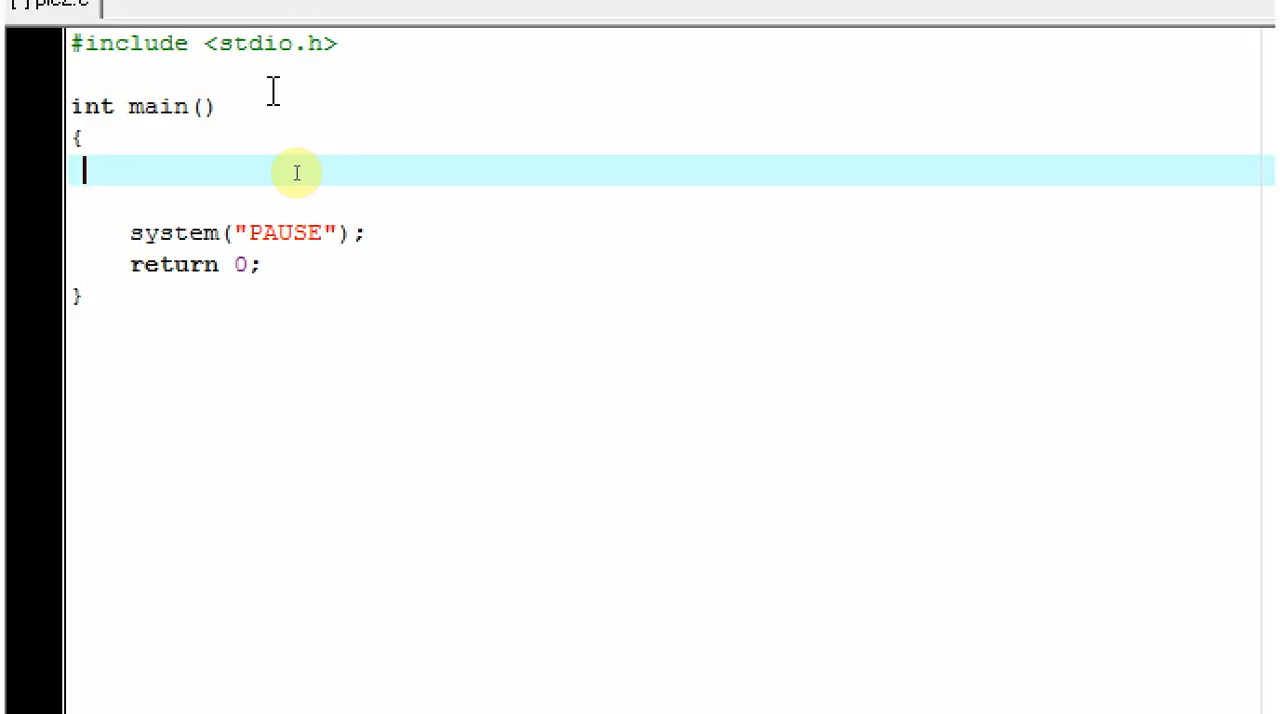 #include <stdio.h>
int main()
{
system("PAUSE");
return 0;
}